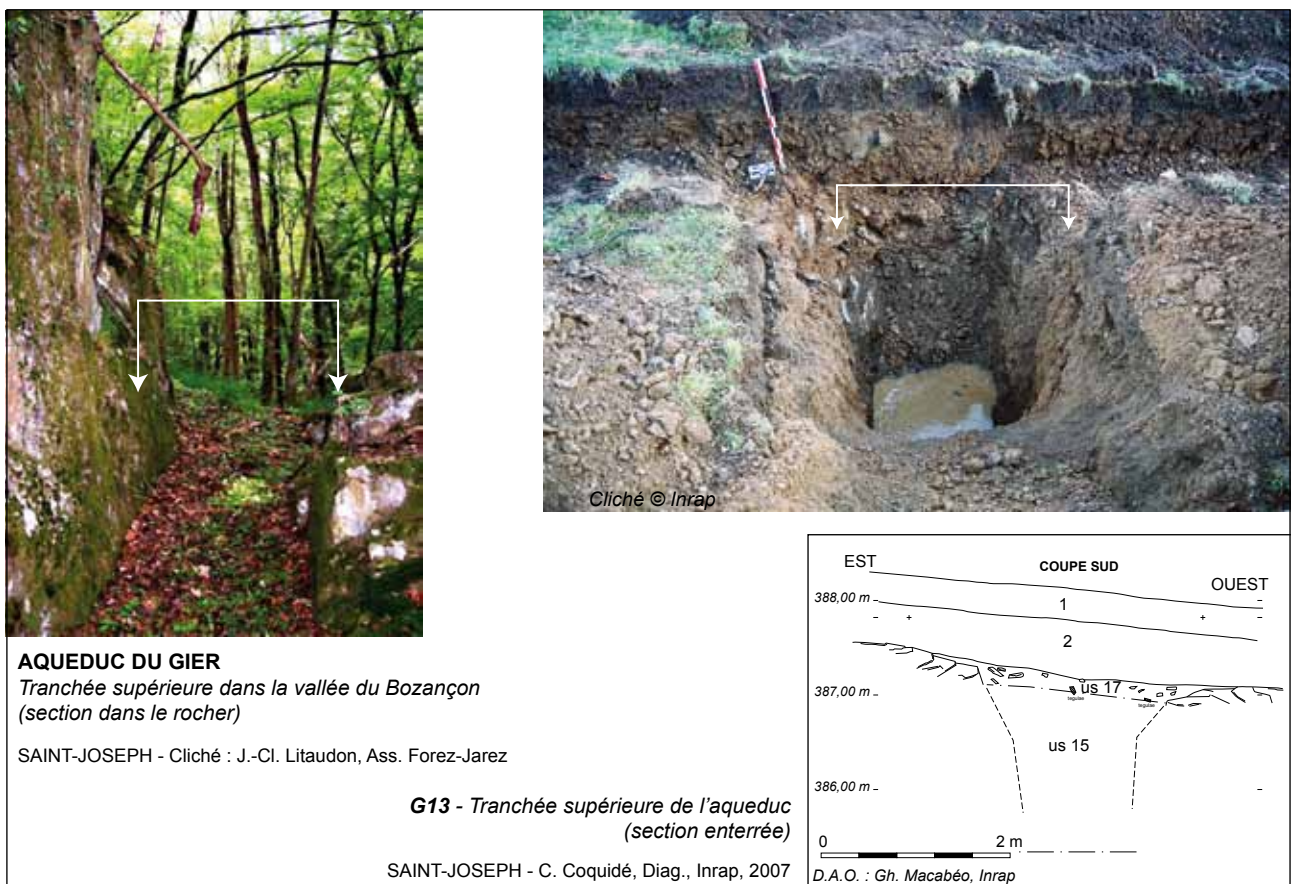 Cliché © Inrap
AQUEDUC DU GIER
Tranchée supérieure dans la vallée du Bozançon
(section dans le rocher)
SAINT-JOSEPH - Cliché : J.-Cl. Litaudon, Ass. Forez-Jarez
G13 - Tranchée supérieure de l'aqueduc
(section enterrée)
SAINT-JOSEPH - C. Coquidé, Diag., Inrap, 2007
EST
COUPE SUD
OUEST
388,00 m
1
2
387,00 m
us 17
tegulae
tegulae
us 15
386,00 m
0 2 m
D.A.O. : Gh. Macabéo, Inrap